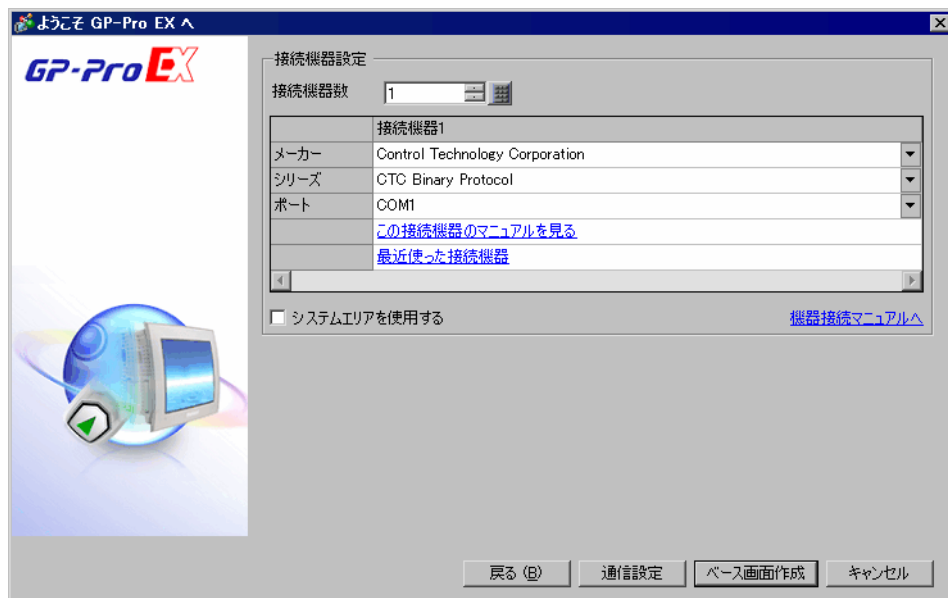 ようこそ GP-Pro EX へ
GP-Pro EX
接続機器設定
接続機器数 1
接続機器1
メーカー Control Technology Corporation
シリーズ CTC Binary Protocol
ポート COM1
この接続機器のマニュアルを見る
最近使った接続機器
システムエリアを使用する 機器接続マニュアルへ
戻る (B) 通信設定 ベース画面作成 キャンセル